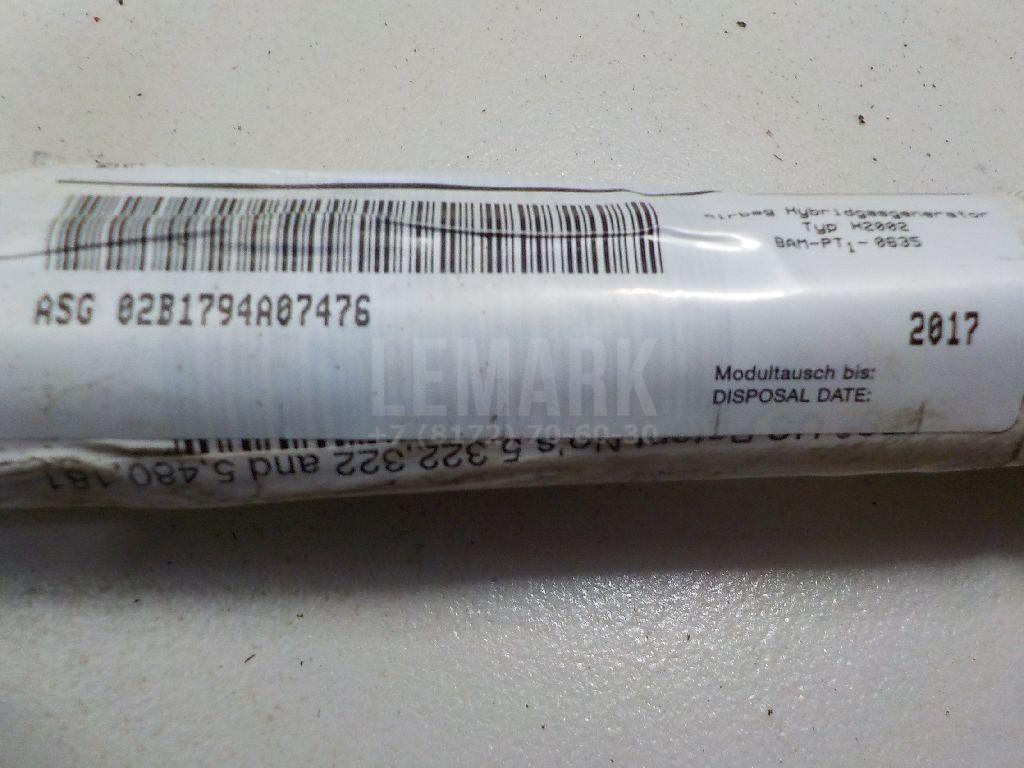 Airbag Hybridgasgenerator
Typ H2002
BAM-PT1-0635
ASG 02B1794A07476
2017
Modultausch bis:
DISPOSAL DATE:
LEMARK
+7 (8172) 70-60-30
Patent No's 5,322,322 and 5,480,181